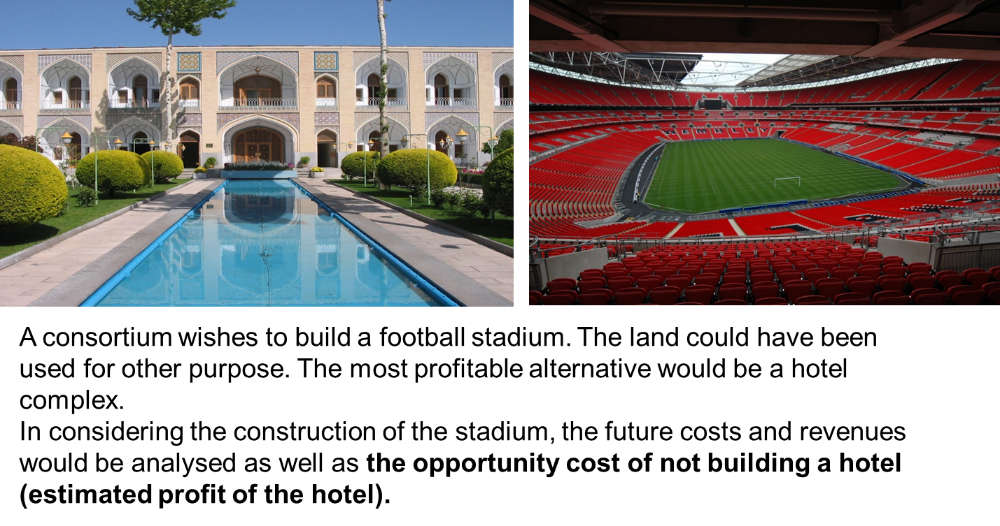 WEMBLEY
A consortium wishes to build a football stadium. The land could have been
used for other purpose. The most profitable alternative would be a hotel
complex.
In considering the construction of the stadium, the future costs and revenues
would be analysed as well as the opportunity cost of not building a hotel
(estimated profit of the hotel).